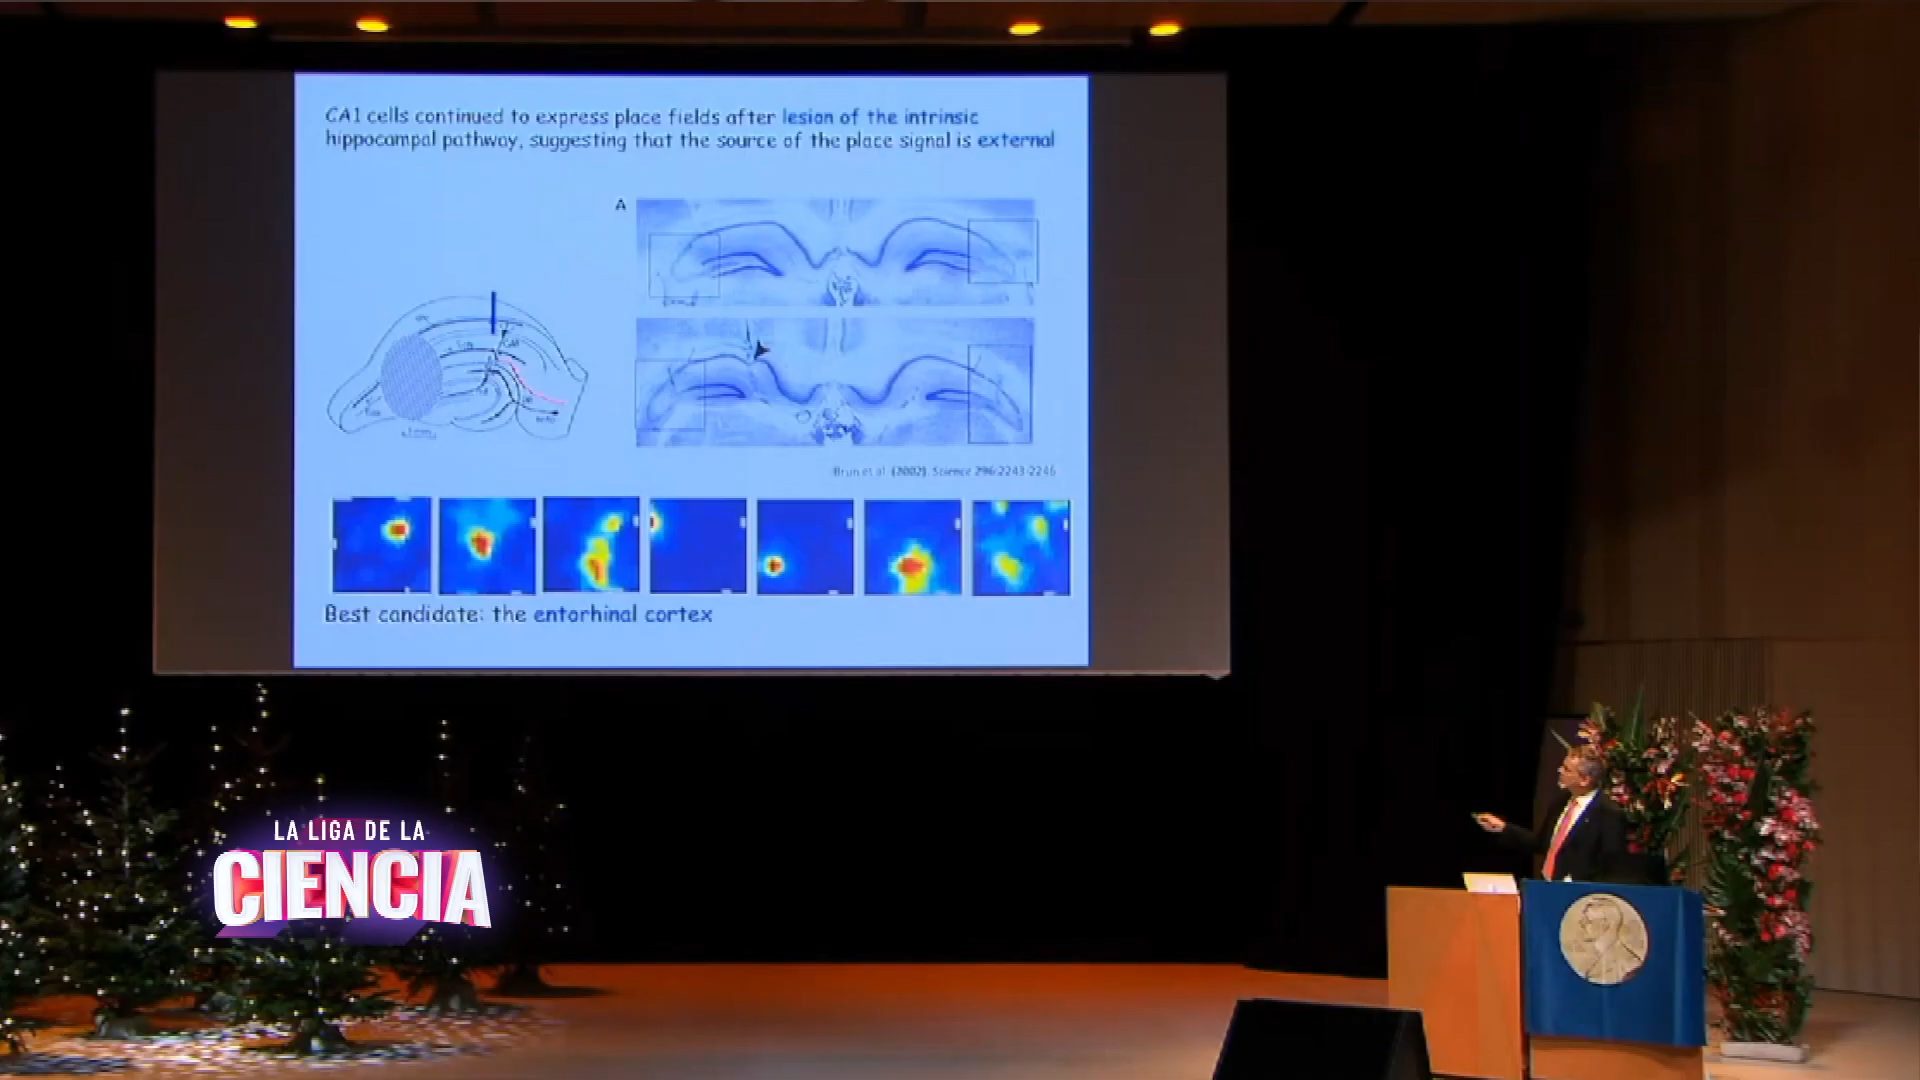 CA1 cells continued to express place fields after lesion of the intrinsic
hippocampal pathway, suggesting that the source of the place signal is external
A
Brun et al. (2002). Science 296:2243-2246
Best candidate: the entorhinal cortex
LA LIGA DE LA
CIENCIA